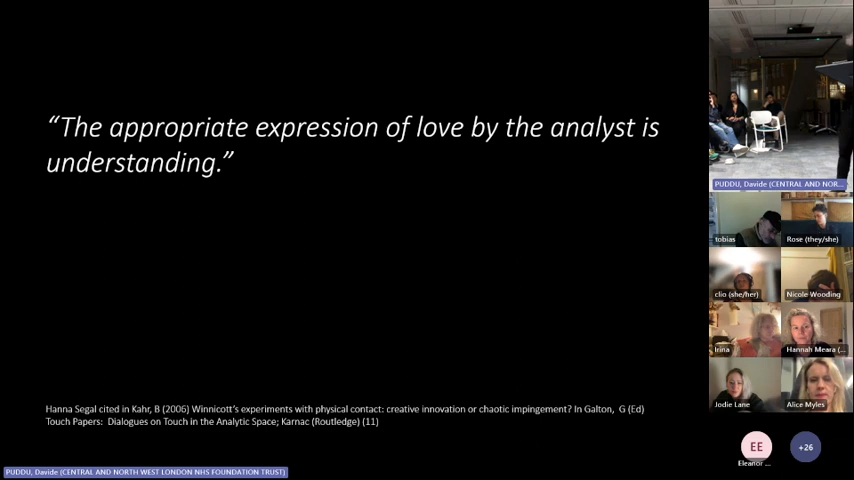 “The appropriate expression of love by the analyst is
understanding.”
Hanna Segal cited in Kahr, B (2006) Winnicott’s experiments with physical contact: creative innovation or chaotic impingement? In Galton, G (Ed)
Touch Papers: Dialogues on Touch in the Analytic Space; Karnac (Routledge) (11)
PUDDU, Davide (CENTRAL AND NORTH WEST LONDON NHS FOUNDATION TRUST)
PUDDU, Davide (CENTRAL AND NOR...
tobias
Rose (they/she)
clio (she/her)
Nicole Wooding
Irina
Hannah Meara (...
Jodie Lane
Alice Myles
EE
+26
Eleanor ...